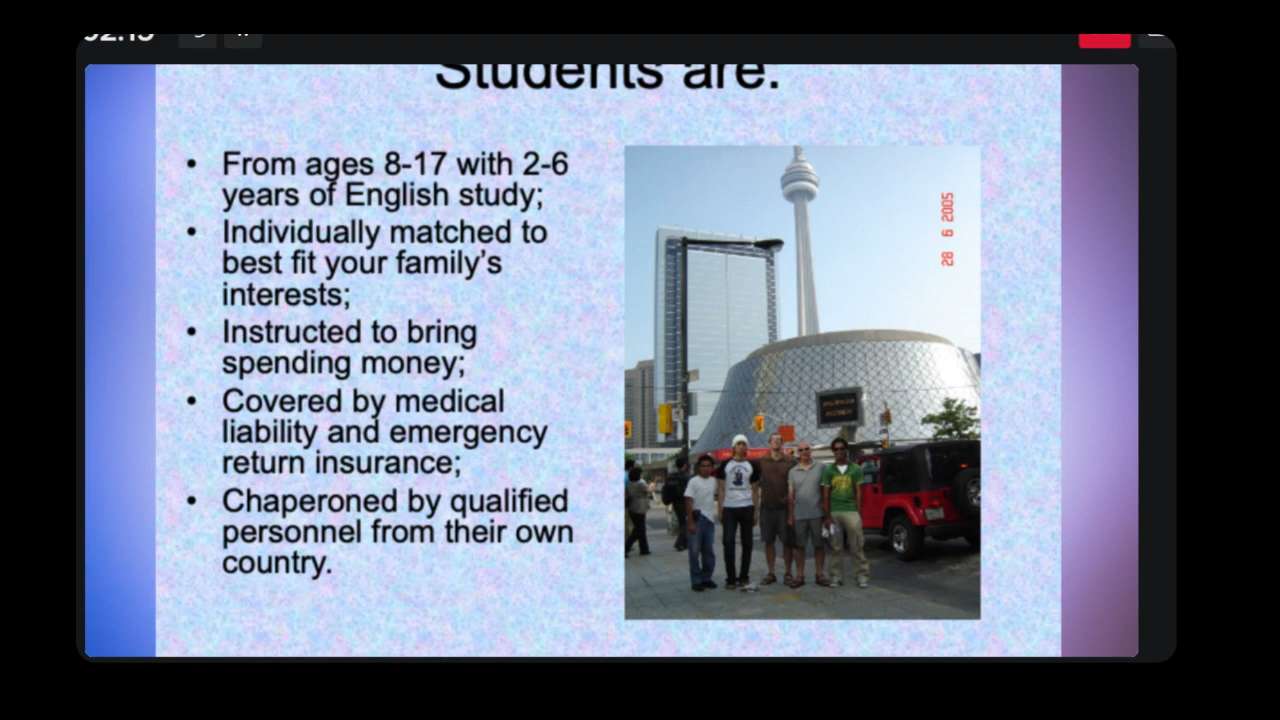 Students are:
• From ages 8-17 with 2-6
years of English study;
• Individually matched to
best fit your family’s
interests;
• Instructed to bring
spending money;
• Covered by medical
liability and emergency
return insurance;
• Chaperoned by qualified
personnel from their own
country.
28 6 2005